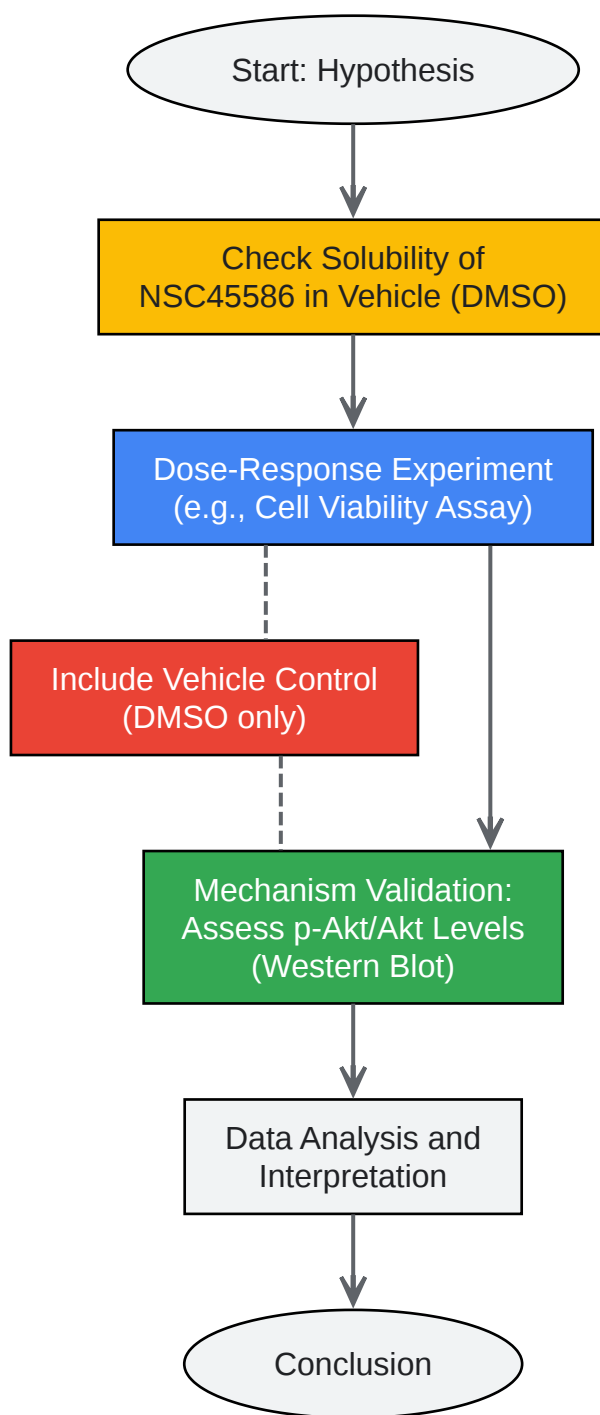 Start: Hypothesis
Check Solubility of
NSC45586 in Vehicle (DMSO)
Dose-Response Experiment
(e.g., Cell Viability Assay)
Include Vehicle Control
(DMSO only)
Mechanism Validation:
Assess p-Akt/Akt Levels
(Western Blot)
Data Analysis and
Interpretation
Conclusion